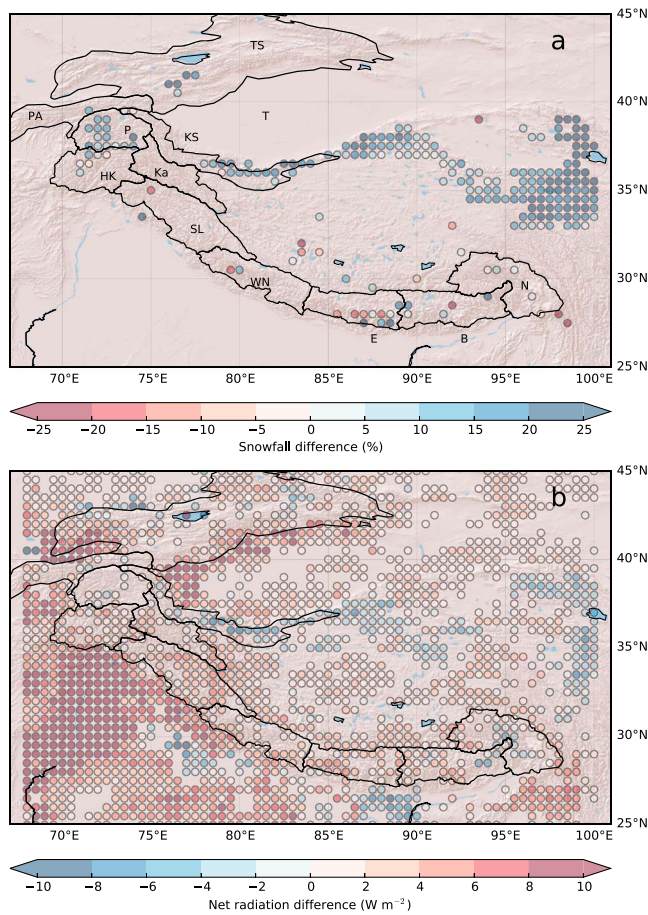 a
45°N
TS
40°N
PA
P
T
KS
HK
Ka
35°N
SL
30°N
WN
N
E
B
25°N
70°E 75°E 80°E 85°E 90°E 95°E 100°E
−25 −20 −15 −10 −5 0 5 10 15 20 25
Snowfall difference (%)
45°N
b
40°N
35°N
30°N
25°N
70°E 75°E 80°E 85°E 90°E 95°E 100°E
−10 −8 −6 −4 −2 0 2 4 6 8 10
Net radiation difference (W m⁻²)